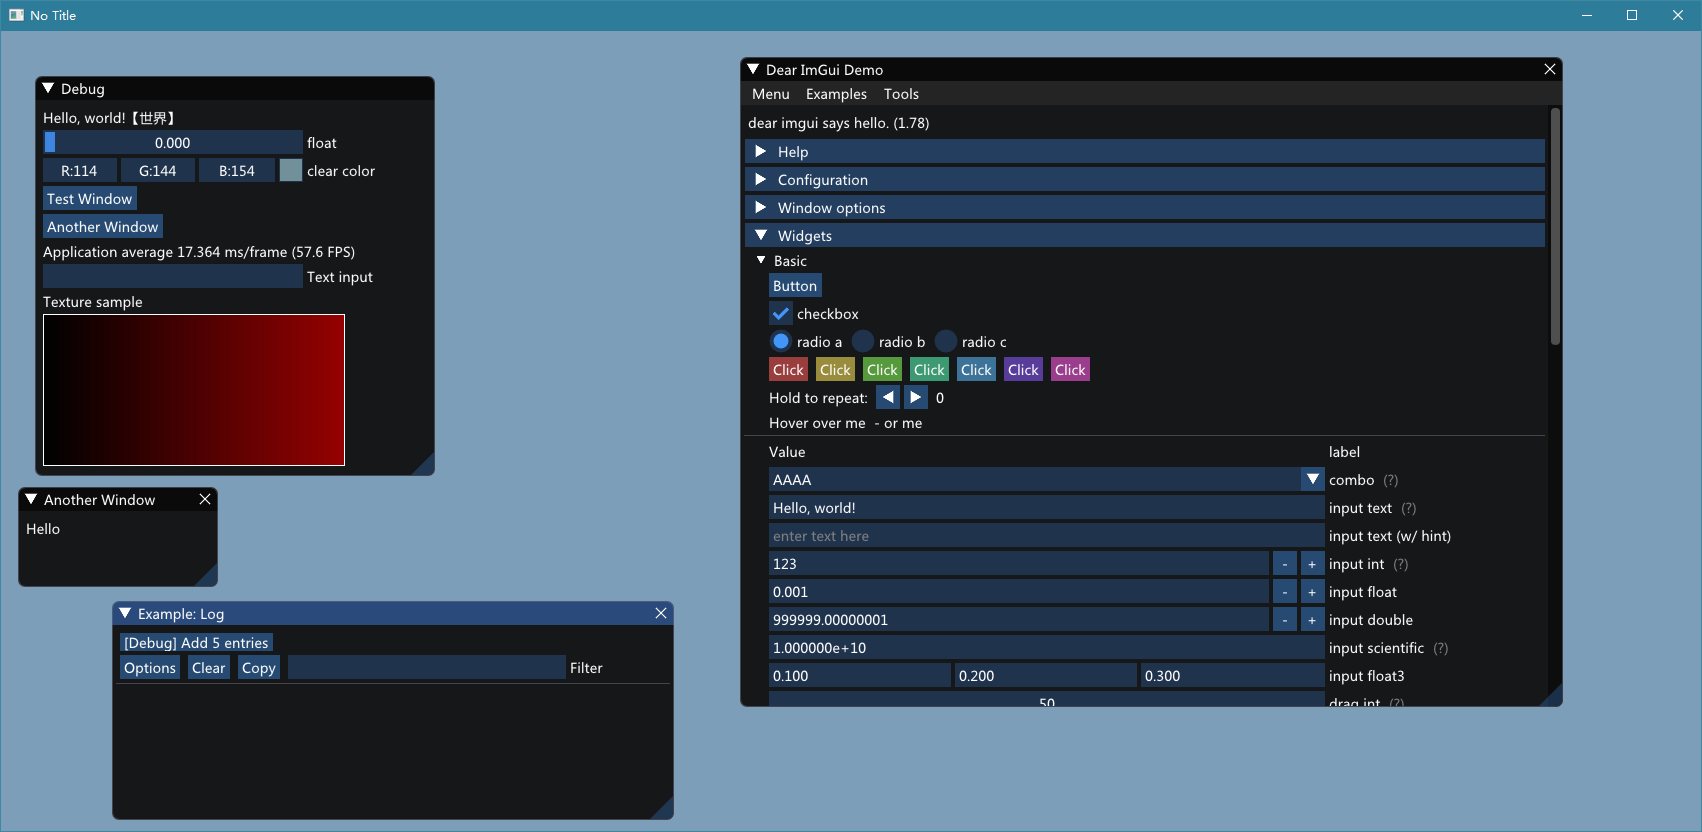 No Title
Debug
Hello, world!【世界】
0.000 float
R:114 G:144 B:154 clear color
Test Window
Another Window
Application average 17.364 ms/frame (57.6 FPS)
Text input
Texture sample
Another Window
Hello
Example: Log
[Debug] Add 5 entries
Options Clear Copy Filter
Dear ImGui Demo
Menu Examples Tools
dear imgui says hello. (1.78)
Help
Configuration
Window options
Widgets
Basic
Button
checkbox
radio a radio b radio c
Click Click Click Click Click Click Click
Hold to repeat: 0
Hover over me - or me
Value label
AAAA combo (?)
Hello, world! input text (?)
enter text here input text (w/ hint)
123 - + input int (?)
0.001 - + input float
999999.00000001 - + input double
1.000000e+10 input scientific (?)
0.100 0.200 0.300 input float3
50 drag int (?)